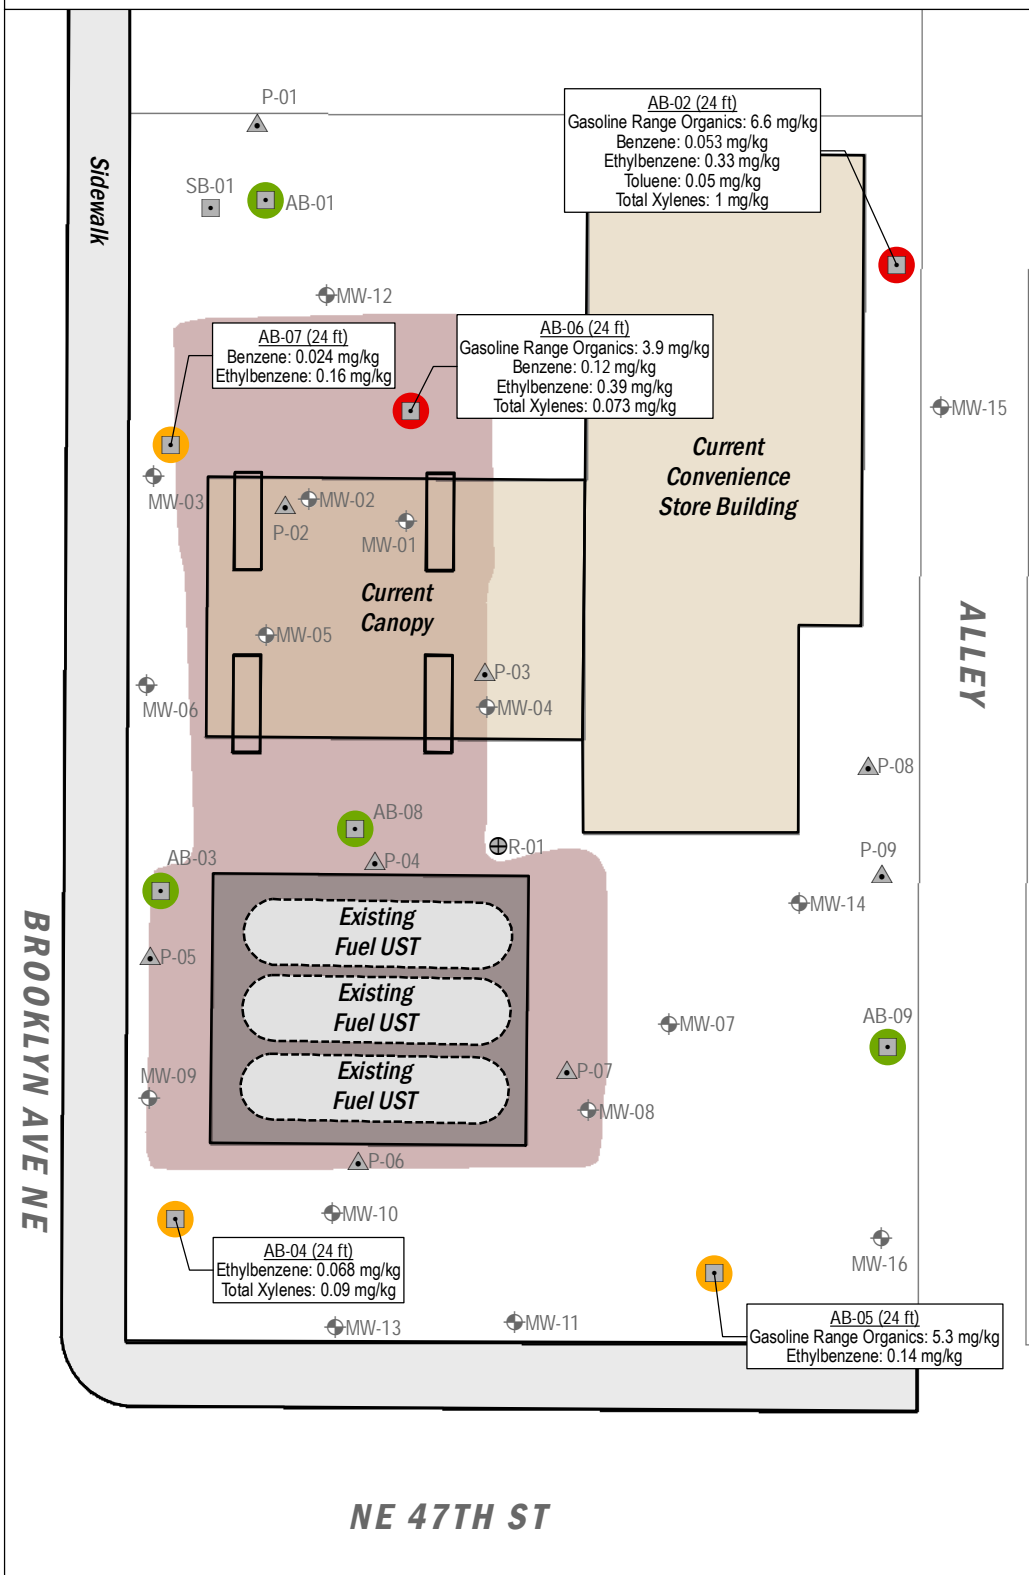 P-01
AB-02 (24 ft)
Gasoline Range Organics: 6.6 mg/kg
Benzene: 0.053 mg/kg
Ethylbenzene: 0.33 mg/kg
Toluene: 0.05 mg/kg
Total Xylenes: 1 mg/kg
Sidewalk
SB-01
AB-01
MW-12
AB-07 (24 ft)
Benzene: 0.024 mg/kg
Ethylbenzene: 0.16 mg/kg
AB-06 (24 ft)
Gasoline Range Organics: 3.9 mg/kg
Benzene: 0.12 mg/kg
Ethylbenzene: 0.39 mg/kg
Total Xylenes: 0.073 mg/kg
MW-15
Current
Convenience
Store Building
MW-03
MW-02
P-02
MW-01
Current
Canopy
ALLEY
MW-05
P-03
MW-06
MW-04
P-08
AB-08
R-01
AB-03
P-04
P-09
MW-14
Existing
Fuel UST
BROOKLYN AVE NE
P-05
Existing
Fuel UST
MW-07
AB-09
MW-09
Existing
Fuel UST
P-07
MW-08
P-06
MW-10
AB-04 (24 ft)
Ethylbenzene: 0.068 mg/kg
Total Xylenes: 0.09 mg/kg
MW-16
MW-13
MW-11
AB-05 (24 ft)
Gasoline Range Organics: 5.3 mg/kg
Ethylbenzene: 0.14 mg/kg
NE 47TH ST